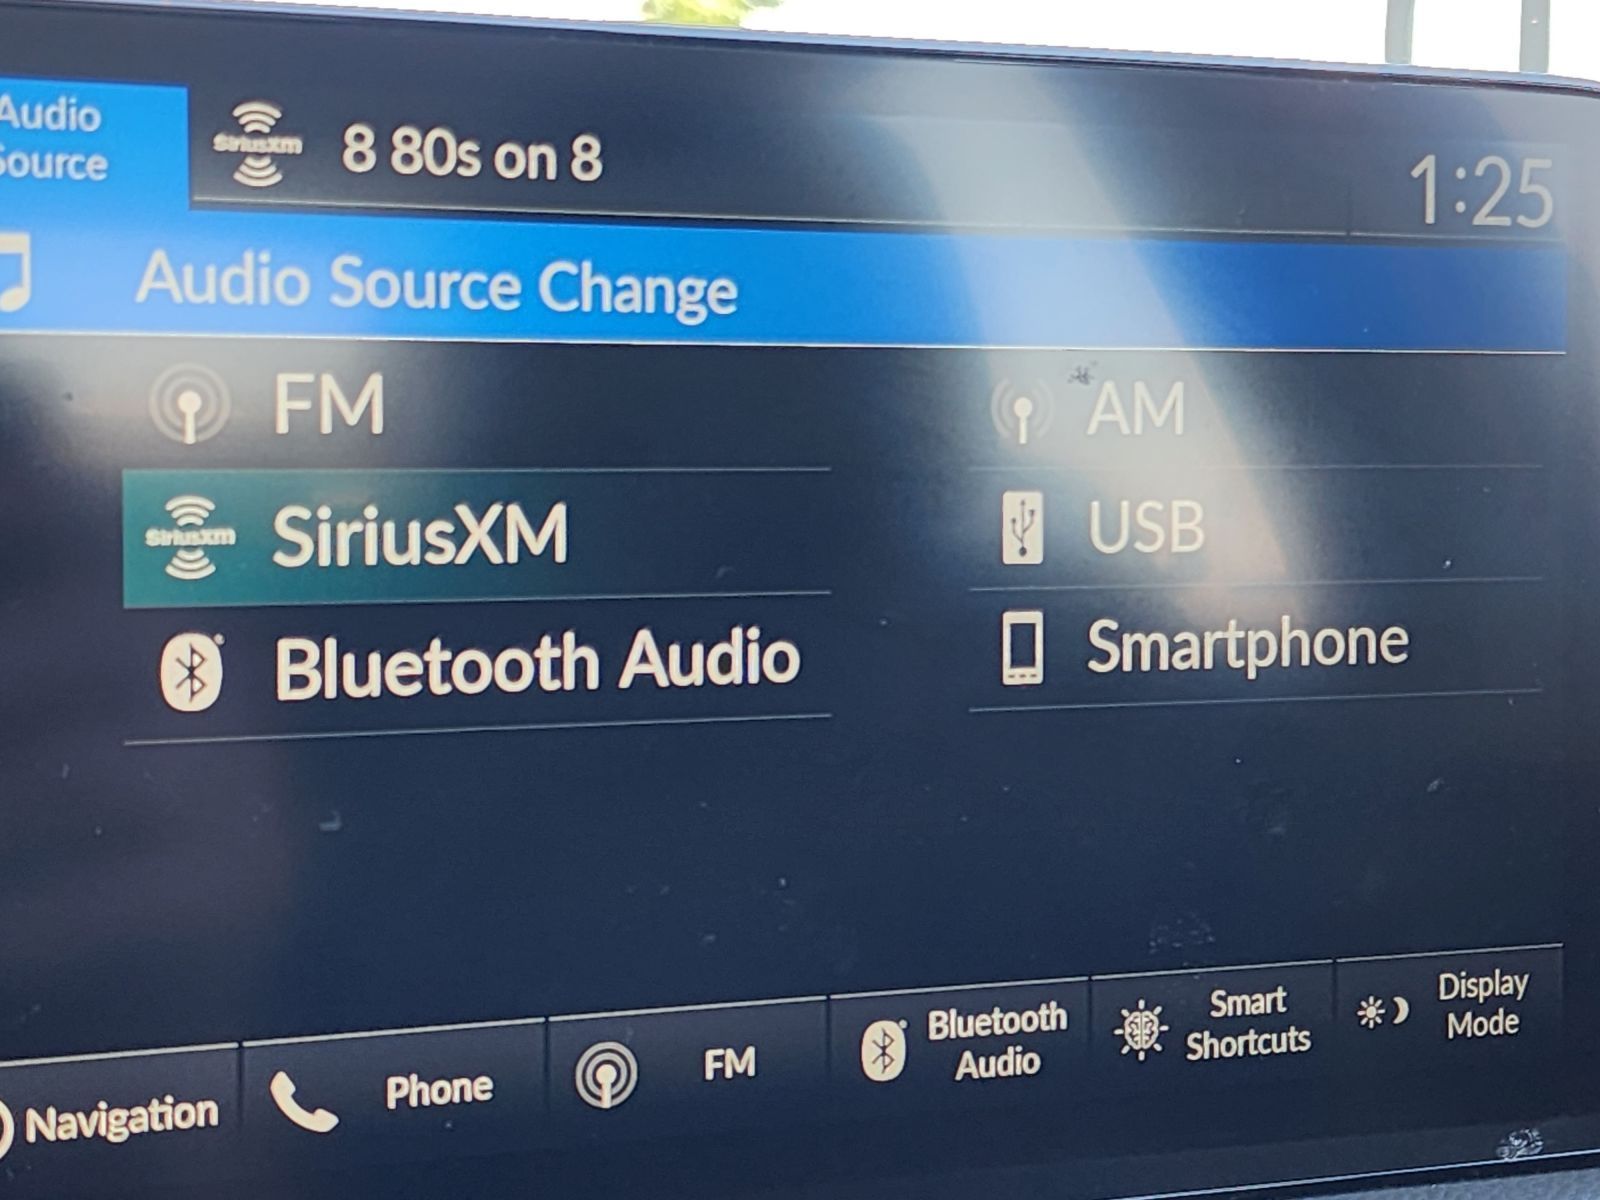 Audio
Source
SiriusXM
8 80s on 8
1:25
Audio Source Change
FM
AM
SiriusXM
SiriusXM
USB
Bluetooth Audio
Smartphone
Navigation
Phone
FM
Bluetooth
Audio
Smart
Shortcuts
Display
Mode